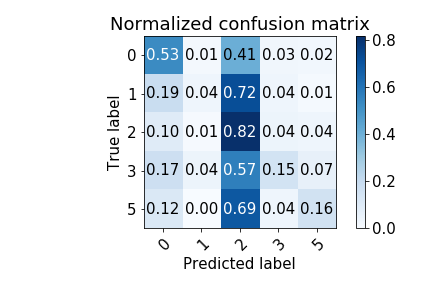 Normalized confusion matrix
True label
0 0.53 0.01 0.41 0.03 0.02
1 0.19 0.04 0.72 0.04 0.01
2 0.10 0.01 0.82 0.04 0.04
3 0.17 0.04 0.57 0.15 0.07
5 0.12 0.00 0.69 0.04 0.16
0 1 2 3 5
Predicted label
0.8
0.6
0.4
0.2
0.0